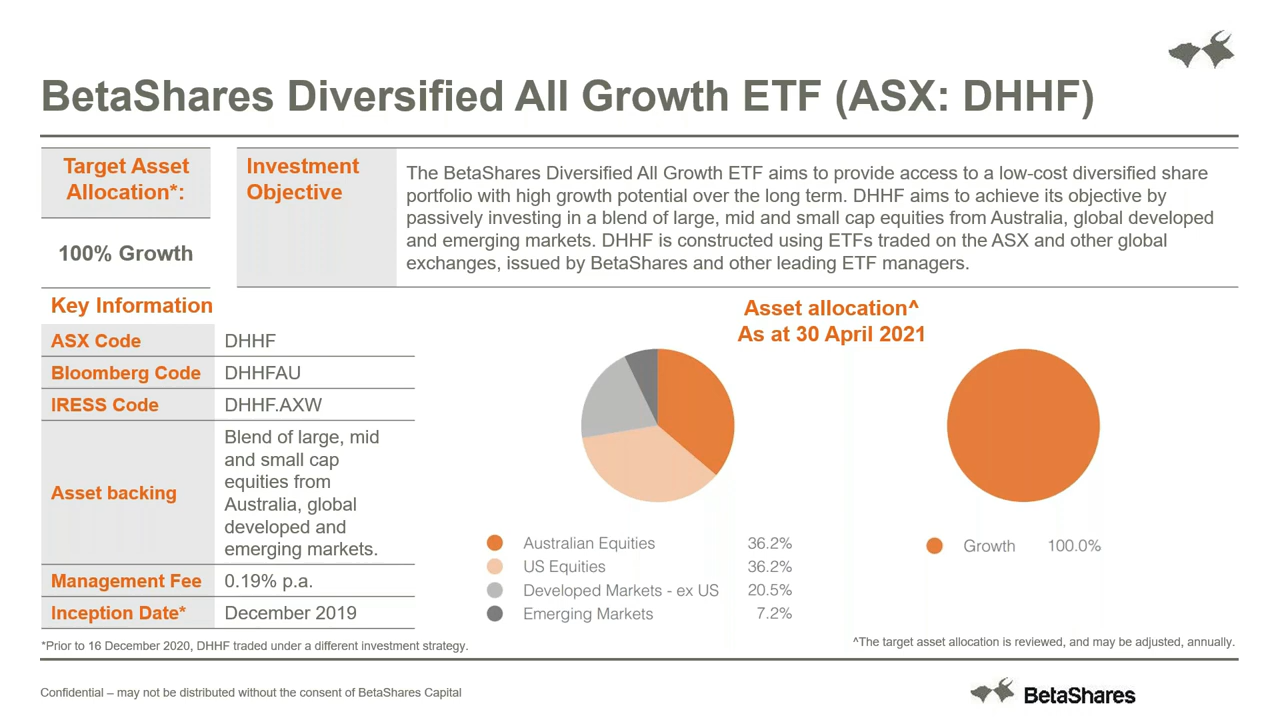 BetaShares Diversified All Growth ETF (ASX: DHHF)
Target Asset
Allocation*:
100% Growth
Investment
Objective
The BetaShares Diversified All Growth ETF aims to provide access to a low-cost diversified share
portfolio with high growth potential over the long term. DHHF aims to achieve its objective by
passively investing in a blend of large, mid and small cap equities from Australia, global developed
and emerging markets. DHHF is constructed using ETFs traded on the ASX and other global
exchanges, issued by BetaShares and other leading ETF managers.
Key Information
ASX Code DHHF
Bloomberg Code DHHFAU
IRESS Code DHHF.AXW
Asset backing
Blend of large, mid
and small cap
equities from
Australia, global
developed and
emerging markets.
Management Fee 0.19% p.a.
Inception Date* December 2019
*Prior to 16 December 2020, DHHF traded under a different investment strategy.
Asset allocation^
As at 30 April 2021
Australian Equities 36.2%
US Equities 36.2%
Developed Markets - ex US 20.5%
Emerging Markets 7.2%
Growth 100.0%
^The target asset allocation is reviewed, and may be adjusted, annually.
Confidential – may not be distributed without the consent of BetaShares Capital
BetaShares